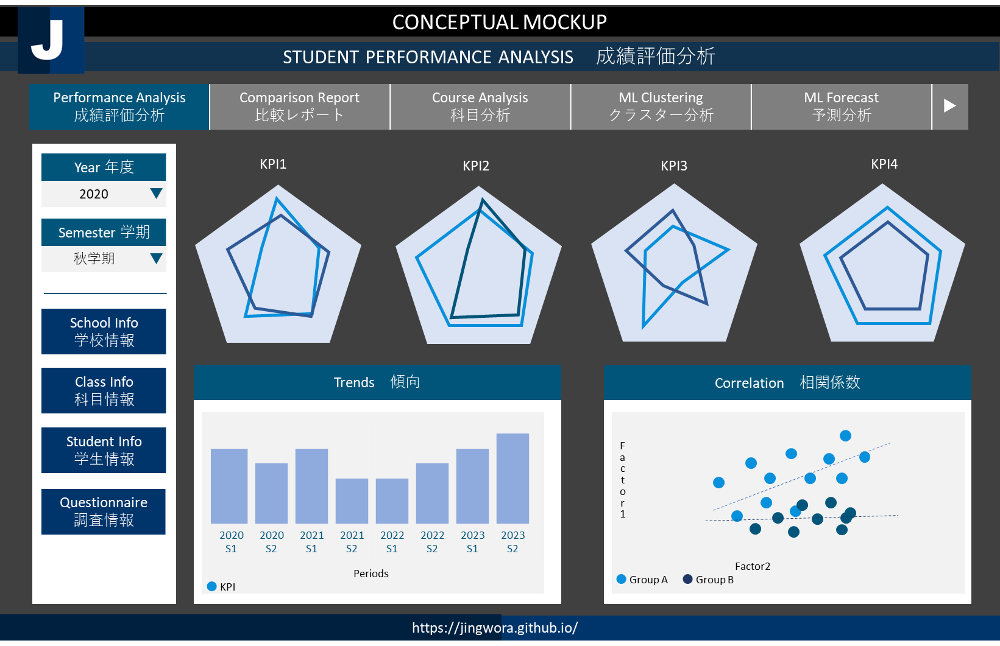 CONCEPTUAL MOCKUP
J
STUDENT PERFORMANCE ANALYSIS 成績評価分析
Performance Analysis
成績評価分析
Comparison Report
比較レポート
Course Analysis
科目分析
ML Clustering
クラスター分析
ML Forecast
予測分析
Year 年度
2020
Semester 学期
秋学期
School Info
学校情報
Class Info
科目情報
Student Info
学生情報
Questionnaire
調査情報
KPI1
KPI2
KPI3
KPI4
Trends 傾向
2020 S1
2020 S2
2021 S1
2021 S2
2022 S1
2022 S2
2023 S1
2023 S2
Periods
KPI
Correlation 相関係数
Factor1
Factor2
Group A
Group B
https://jingwora.github.io/